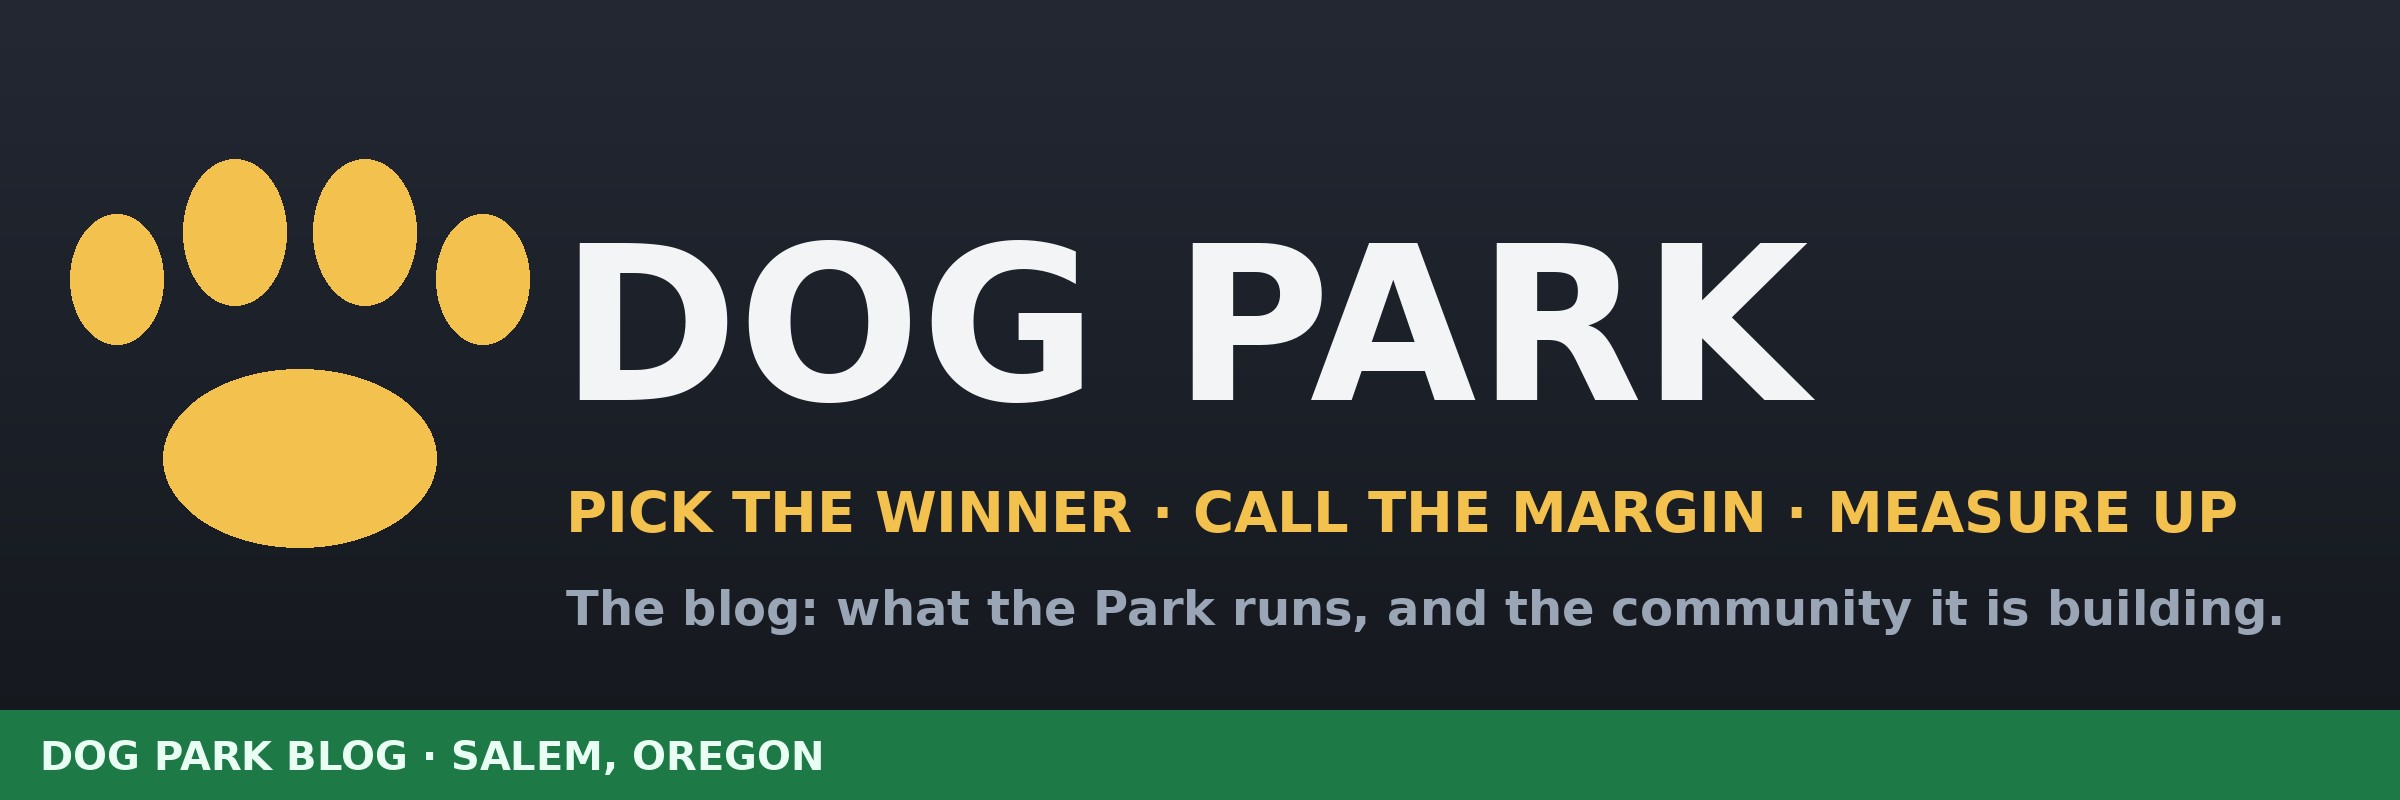 DOG PARK
PICK THE WINNER · CALL THE MARGIN · MEASURE UP
The blog: what the Park runs, and the community it is building.
DOG PARK BLOG · SALEM, OREGON